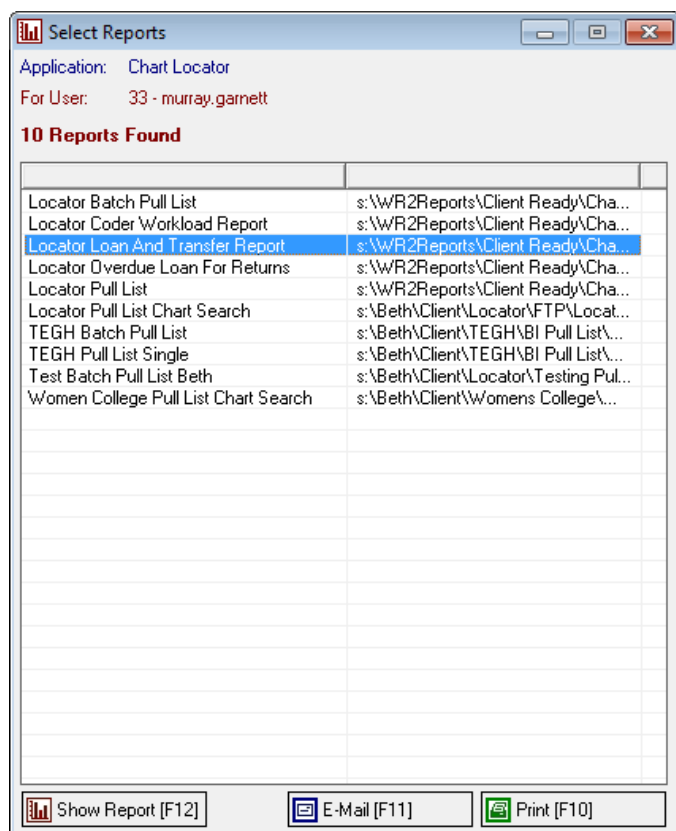 Select Reports
Application: Chart Locator
For User: 33 - murray.garnett
10 Reports Found
Locator Batch Pull List s:\WR2Reports\Client Ready\Cha...
Locator Coder Workload Report s:\WR2Reports\Client Ready\Cha...
Locator Loan And Transfer Report s:\WR2Reports\Client Ready\Cha...
Locator Overdue Loan For Returns s:\WR2Reports\Client Ready\Cha...
Locator Pull List s:\WR2Reports\Client Ready\Cha...
Locator Pull List Chart Search s:\Beth\Client\Locator\FTP\Locat...
TEGH Batch Pull List s:\Beth\Client\TEGH\BI Pull List\...
TEGH Pull List Single s:\Beth\Client\TEGH\BI Pull List\...
Test Batch Pull List Beth s:\Beth\Client\Locator\Testing Pul...
Women College Pull List Chart Search s:\Beth\Client\Womens College\...
Show Report [F12] E-Mail [F11] Print [F10]